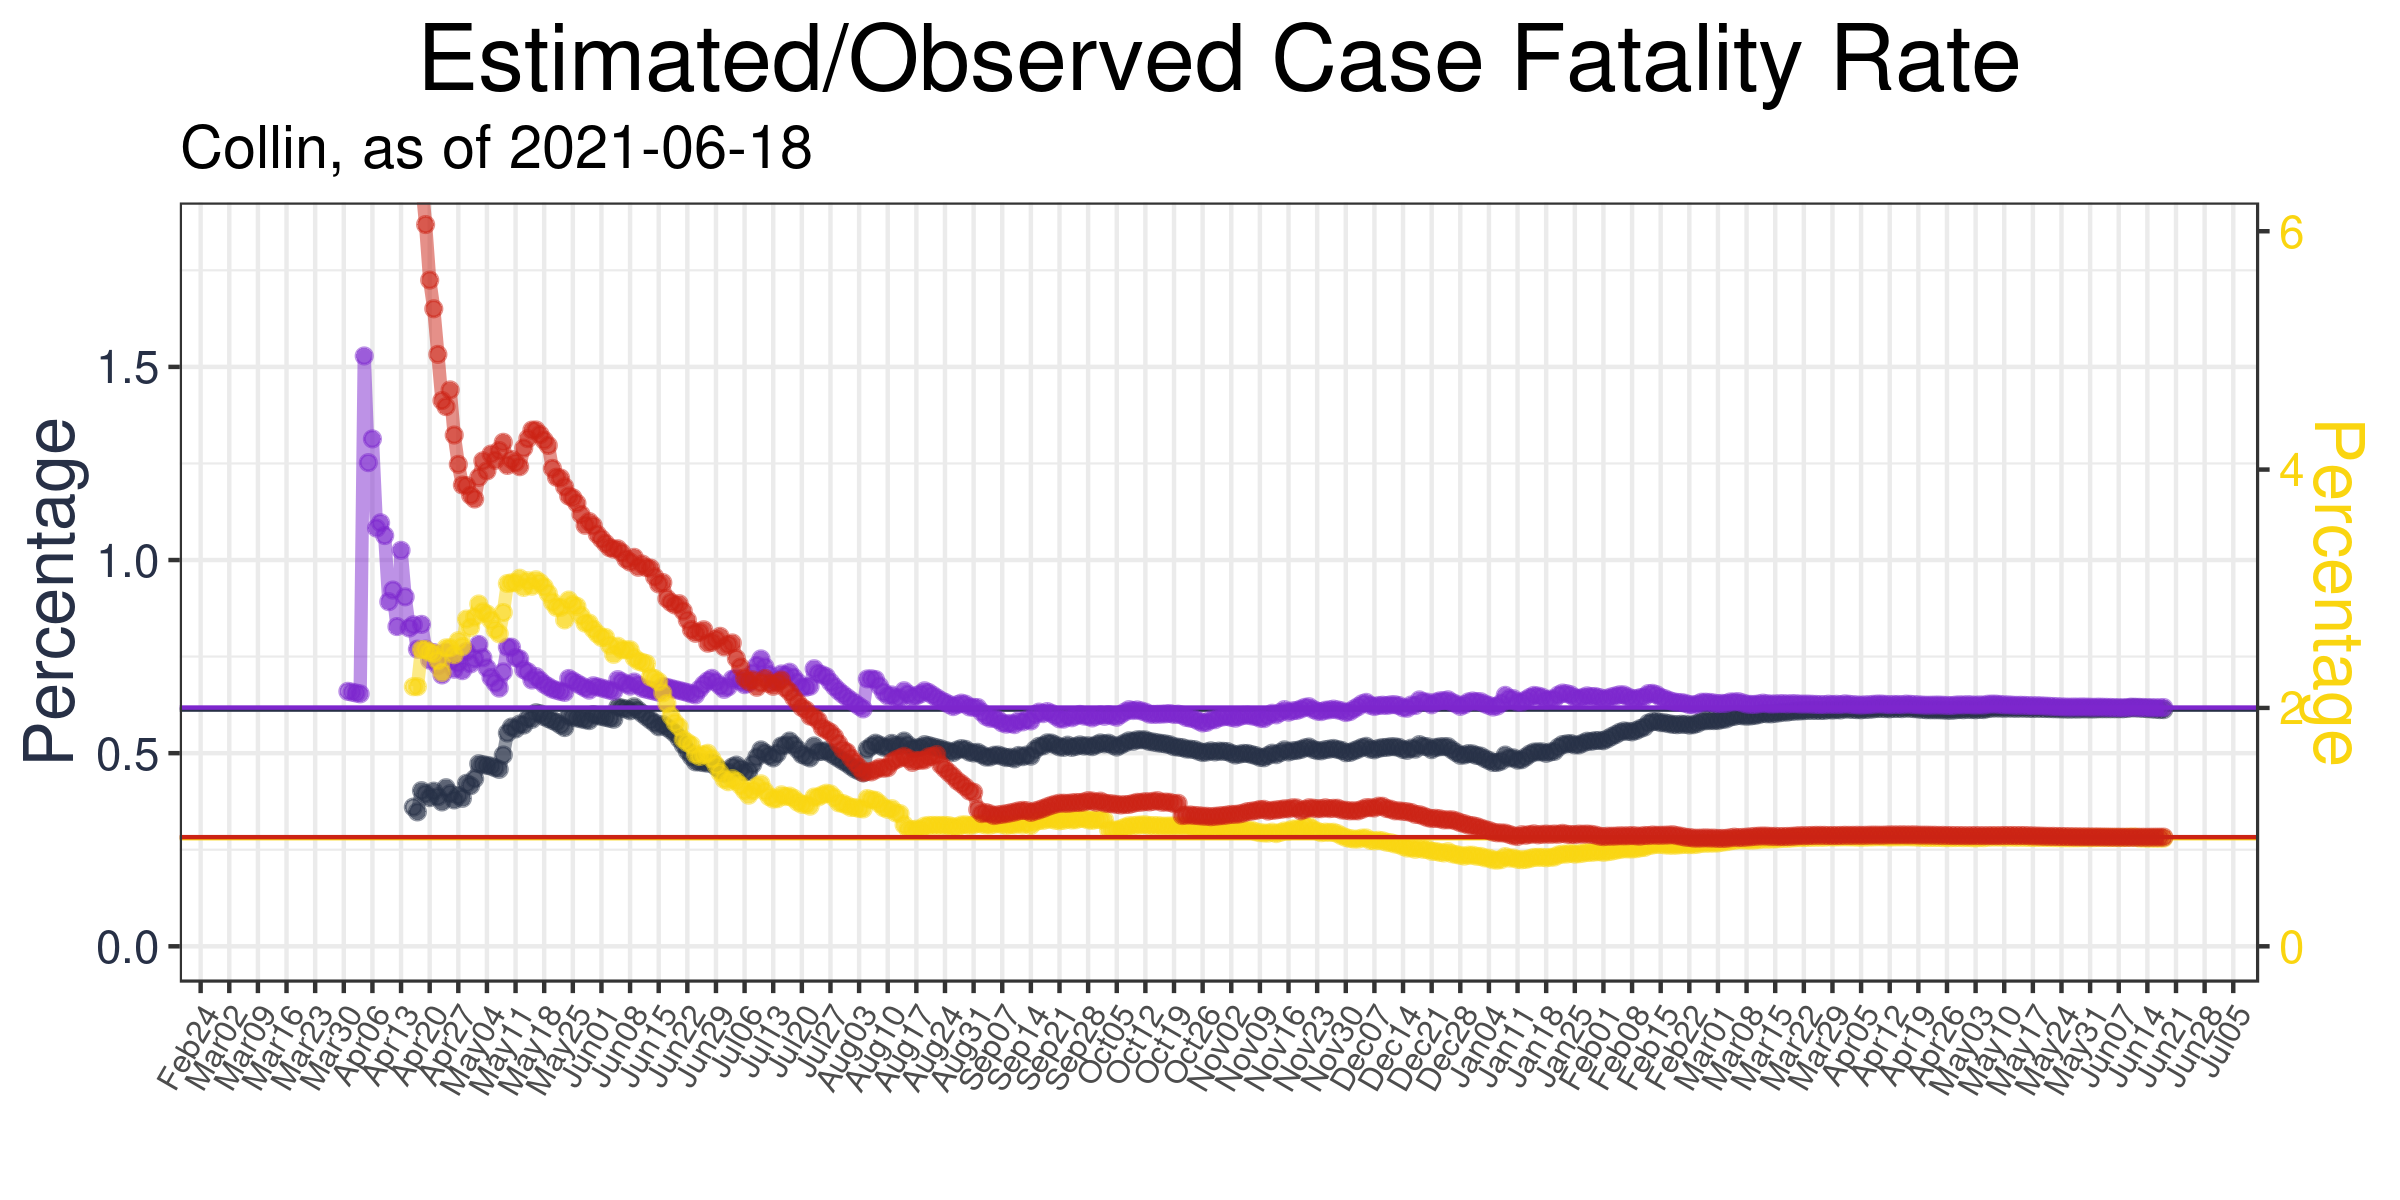 Estimated/Observed Case Fatality Rate
Collin, as of 2021-06-18
Percentage
1.5
1.0
0.5
0.0
6
4
2
0
Percentage
Feb24
Mar02
Mar09
Mar16
Mar23
Mar30
Apr06
Apr13
Apr20
Apr27
May04
May11
May18
May25
Jun01
Jun08
Jun15
Jun22
Jun29
Jul06
Jul13
Jul20
Jul27
Aug03
Aug10
Aug17
Aug24
Aug31
Sep07
Sep14
Sep21
Sep28
Oct05
Oct12
Oct19
Oct26
Nov02
Nov09
Nov16
Nov23
Nov30
Dec07
Dec14
Dec21
Dec28
Jan04
Jan11
Jan18
Jan25
Feb01
Feb08
Feb15
Feb22
Mar01
Mar08
Mar15
Mar22
Mar29
Apr05
Apr12
Apr19
Apr26
May03
May10
May17
May24
May31
Jun07
Jun14
Jun21
Jun28
Jul05